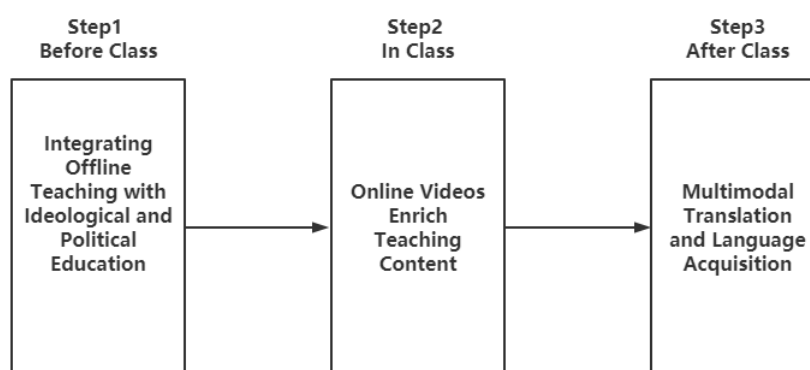 Step1
Before Class
Step2
In Class
Step3
After Class
Integrating
Offline
Teaching with
Ideological and
Political
Education
Online Videos
Enrich
Teaching
Content
Multimodal
Translation
and Language
Acquisition